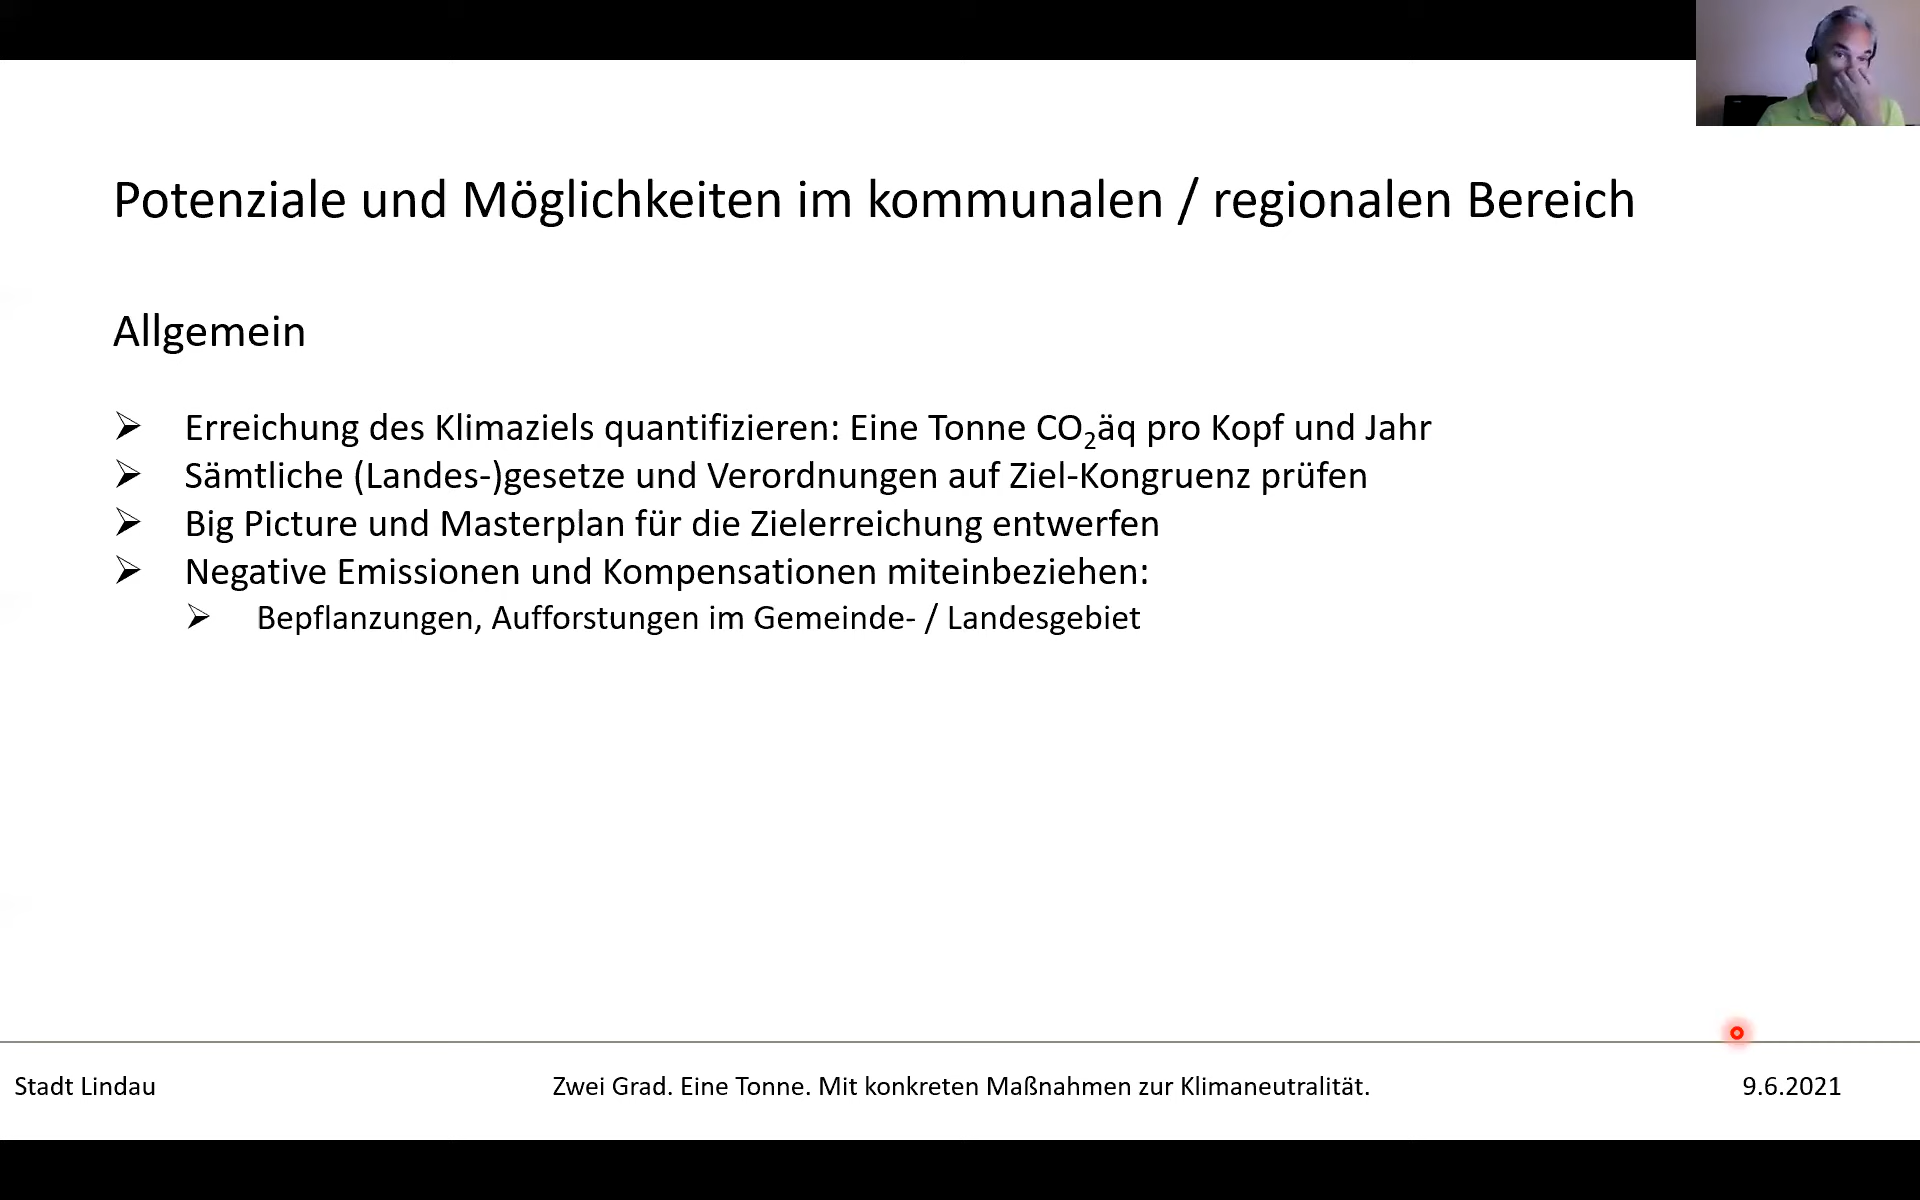 Potenziale und Möglichkeiten im kommunalen / regionalen Bereich
Allgemein
➢ Erreichung des Klimaziels quantifizieren: Eine Tonne CO₂äq pro Kopf und Jahr
➢ Sämtliche (Landes-)gesetze und Verordnungen auf Ziel-Kongruenz prüfen
➢ Big Picture und Masterplan für die Zielerreichung entwerfen
➢ Negative Emissionen und Kompensationen miteinbeziehen:
➢ Bepflanzungen, Aufforstungen im Gemeinde- / Landesgebiet
Stadt Lindau
Zwei Grad. Eine Tonne. Mit konkreten Maßnahmen zur Klimaneutralität.
9.6.2021